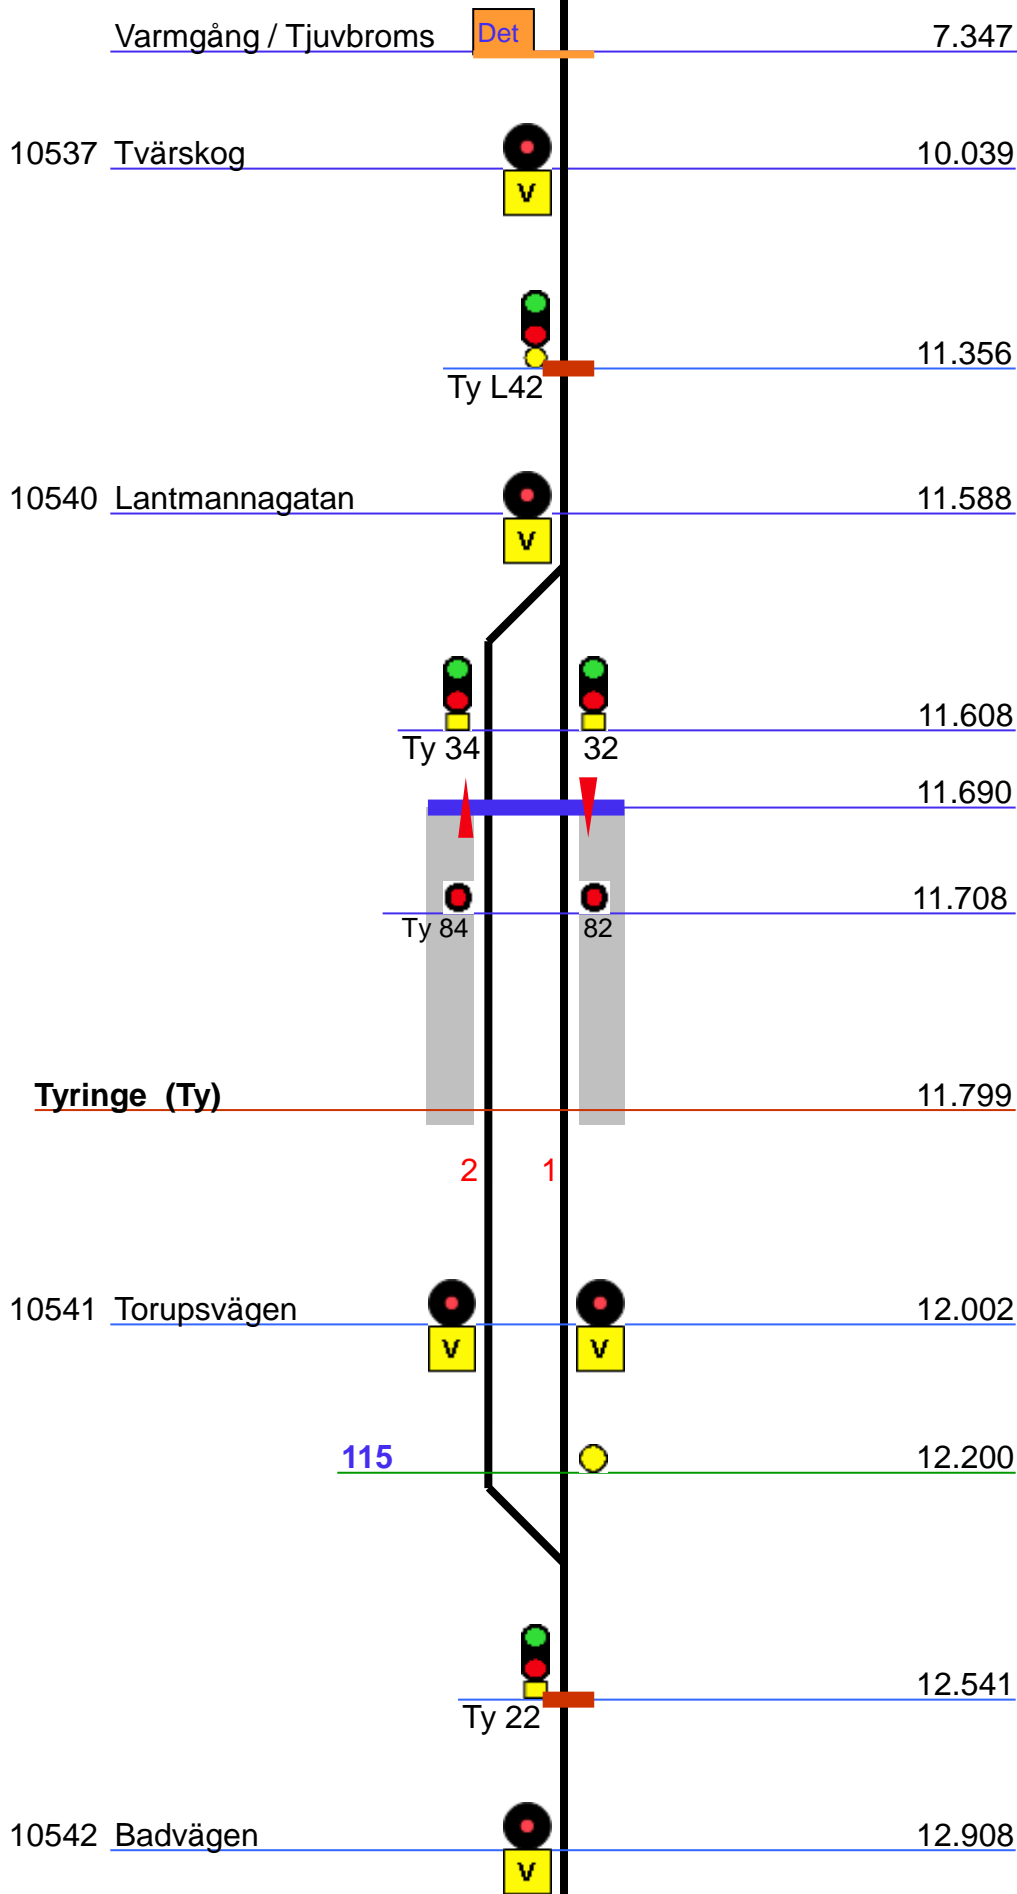 Varmgång / Tjuvbroms Det 7.347
10537 Tvärskog 10.039
V
11.356
Ty L42
10540 Lantmannagatan 11.588
V
11.608
Ty 34 32
11.690
11.708
Ty 84 82
Tyringe (Ty) 11.799
2 1
10541 Torupsvägen 12.002
V V
115 12.200
12.541
Ty 22
10542 Badvägen 12.908
V